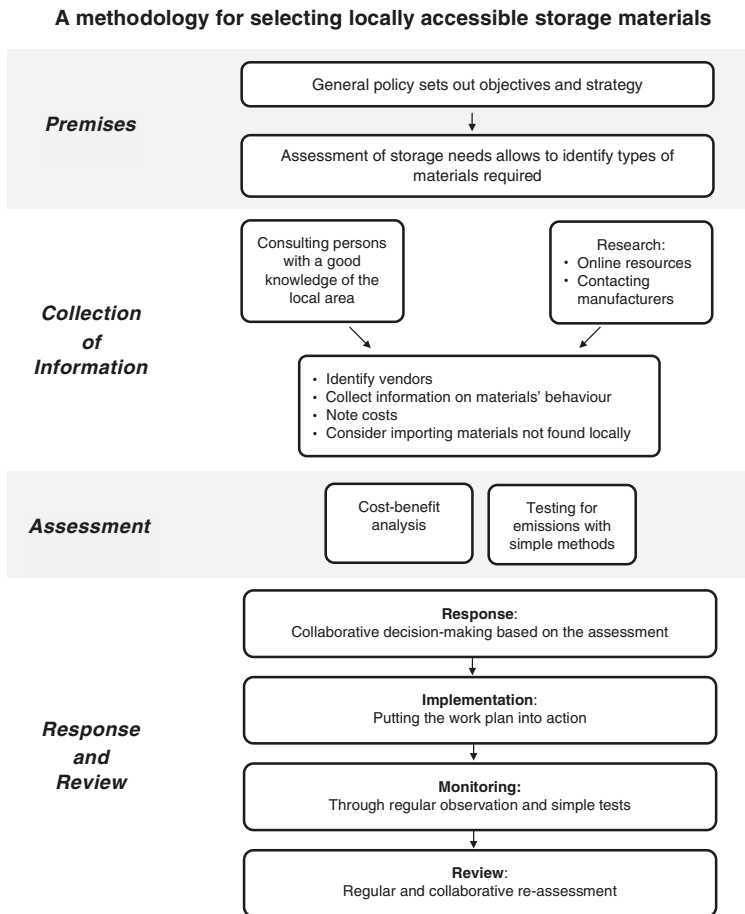 A methodology for selecting locally accessible storage materials
Premises
General policy sets out objectives and strategy
Assessment of storage needs allows to identify types of
materials required
Collection
of
Information
Consulting persons
with a good
knowledge of the
local area
Research:
• Online resources
• Contacting
manufacturers
• Identify vendors
• Collect information on materials' behaviour
• Note costs
• Consider importing materials not found locally
Assessment
Cost-benefit
analysis
Testing for
emissions with
simple methods
Response
and
Review
Response:
Collaborative decision-making based on the assessment
Implementation:
Putting the work plan into action
Monitoring:
Through regular observation and simple tests
Review:
Regular and collaborative re-assessment